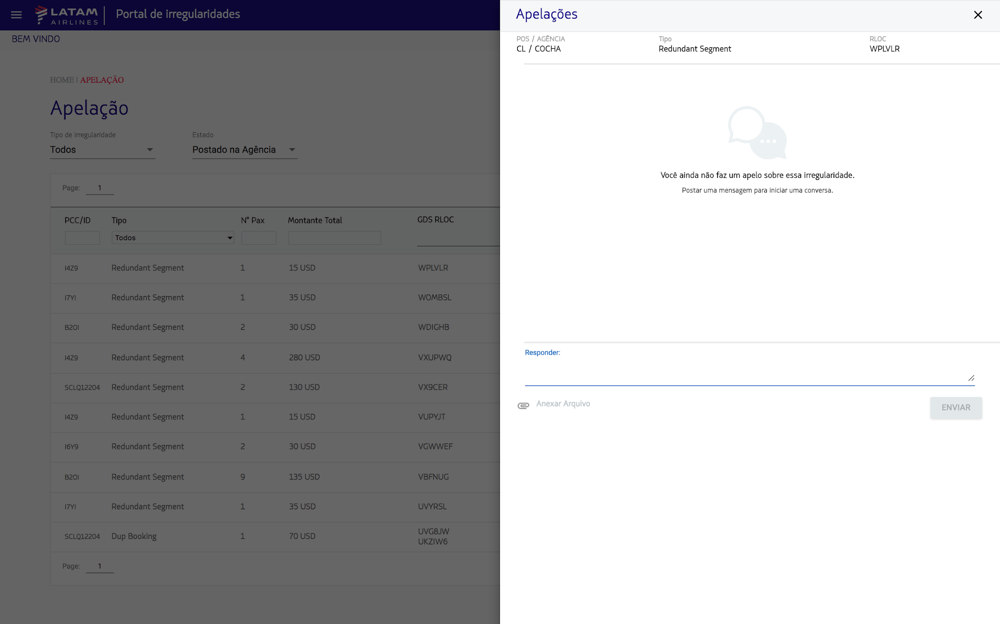 LATAM
AIRLINES
Portal de irregularidades
BEM VINDO
HOME | APELAÇÃO
Apelação
Tipo de irregularidade Estado
Todos Postado na Agência
Page: 1
PCC/ID Tipo N° Pax Montante Total GDS RLOC
Todos
I4Z9 Redundant Segment 1 15 USD WPLVLR
I7YI Redundant Segment 1 35 USD WOMBSL
B2OI Redundant Segment 2 30 USD WDIGHB
I4Z9 Redundant Segment 4 280 USD VXUPWQ
SCLQ12204 Redundant Segment 2 130 USD VX9CER
I4Z9 Redundant Segment 1 15 USD VUPYJT
I6Y9 Redundant Segment 2 30 USD VGWWEF
B2OI Redundant Segment 9 135 USD VBFNUG
I7YI Redundant Segment 1 35 USD UVYRSL
SCLQ12204 Dup Booking 1 70 USD UVG8JW
UKZIW6
Page: 1
Apelações
POS / AGÊNCIA Tipo RLOC
CL / COCHA Redundant Segment WPLVLR
Você ainda não faz um apelo sobre essa irregularidade.
Postar uma mensagem para iniciar uma conversa.
Responder:
Anexar Arquivo
ENVIAR